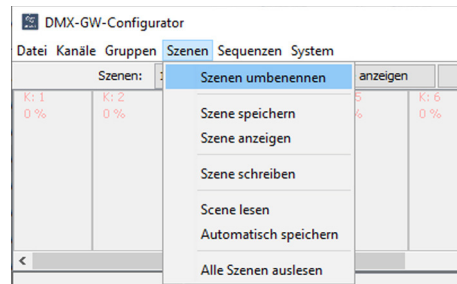 DMX-GW-Configurator
Datei Kanäle Gruppen Szenen Sequenzen System
Szenen: anzeigen
Szenen umbenennen
K: 1 K: 2 K: 6
0 % 0 % 0 %
Szene speichern
Szene anzeigen
Szene schreiben
Scene lesen
Automatisch speichern
Alle Szenen auslesen